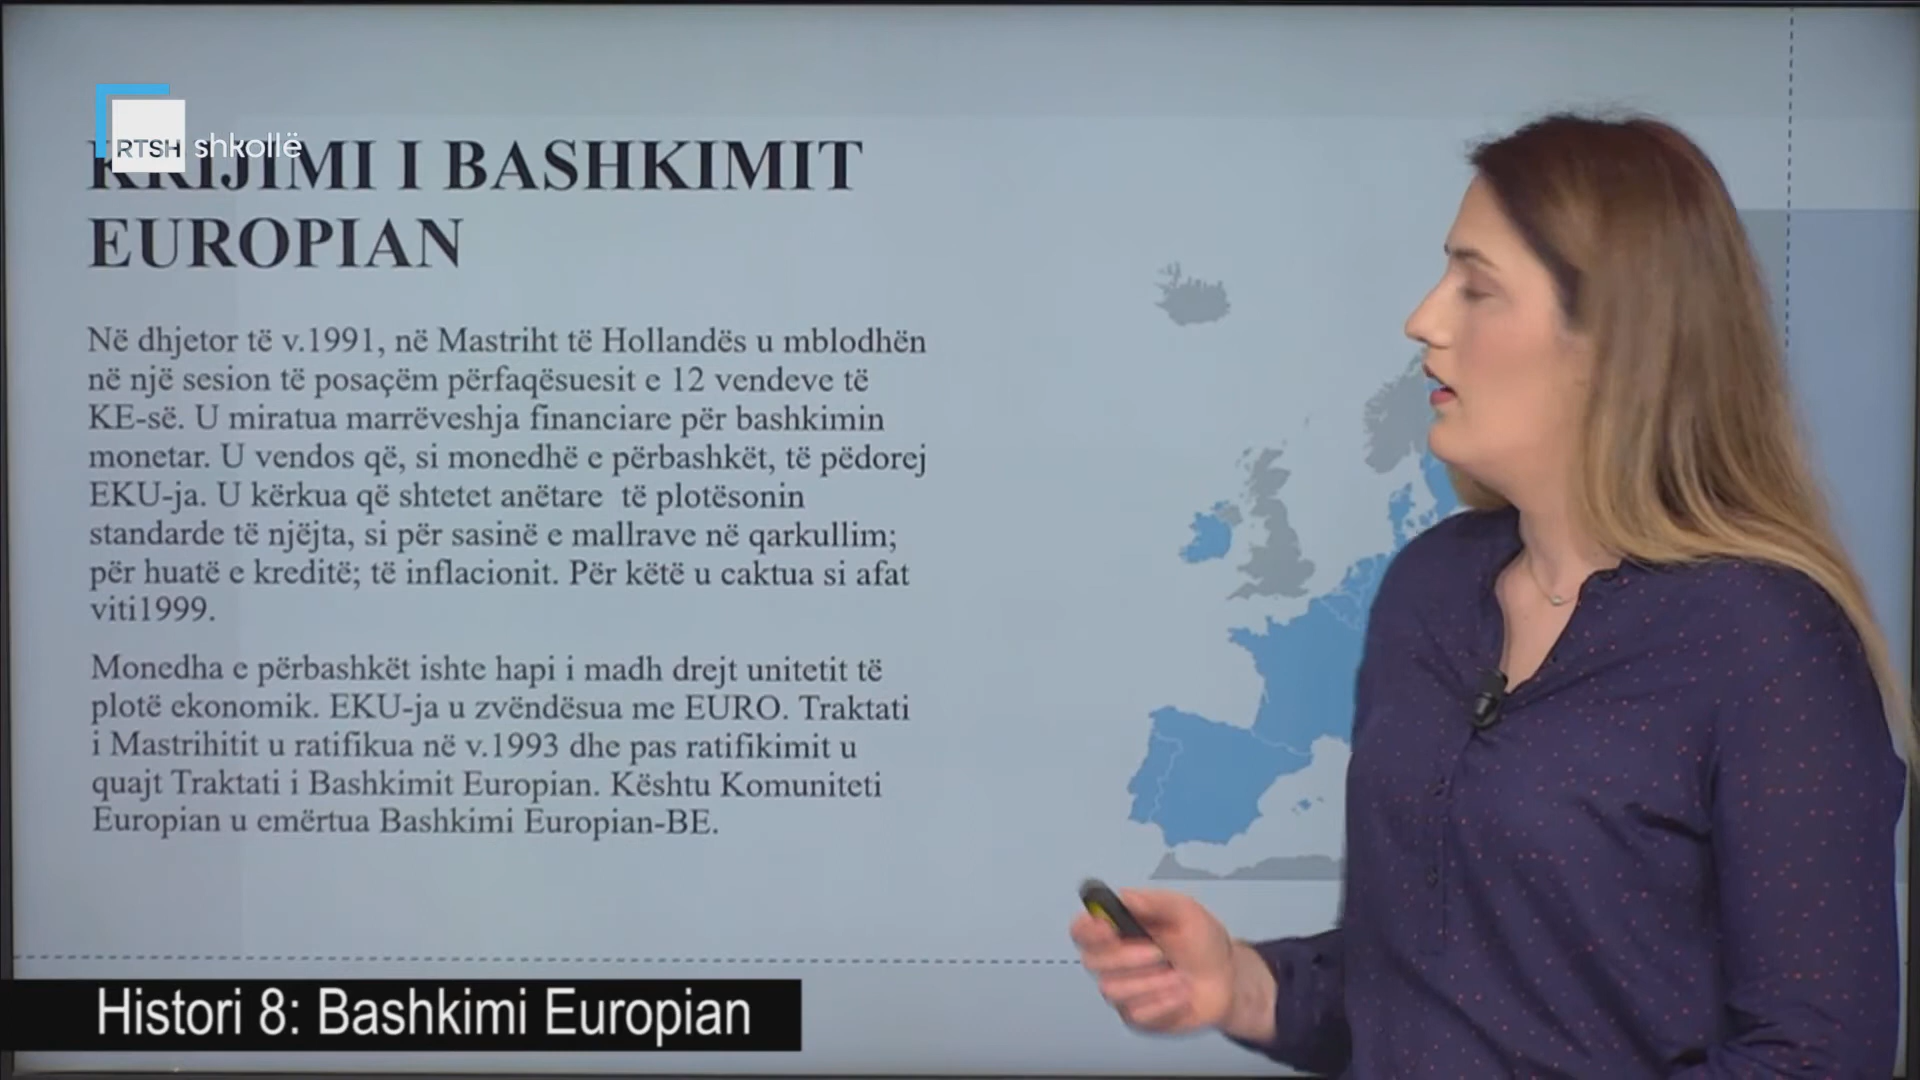 RTSH shkollë
KRIJIMI I BASHKIMIT
EUROPIAN
Në dhjetor të v.1991, në Mastriht të Hollandës u mblodhën
në një sesion të posaçëm përfaqësuesit e 12 vendeve të
KE-së. U miratua marrëveshja financiare për bashkimin
monetar. U vendos që, si monedhë e përbashkët, të pëdorej
EKU-ja. U kërkua që shtetet anëtare të plotësonin
standarde të njëjta, si për sasinë e mallrave në qarkullim;
për huatë e kreditë; të inflacionit. Për këtë u caktua si afat
viti1999.
Monedha e përbashkët ishte hapi i madh drejt unitetit të
plotë ekonomik. EKU-ja u zvëndësua me EURO. Traktati
i Mastrihitit u ratifikua në v.1993 dhe pas ratifikimit u
quajt Traktati i Bashkimit Europian. Kështu Komuniteti
Europian u emërtua Bashkimi Europian-BE.
Histori 8: Bashkimi Europian